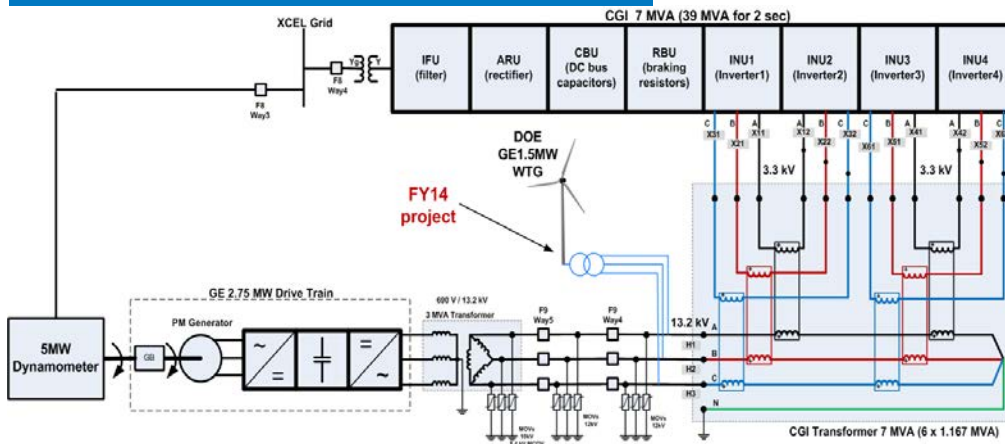 CGI 7 MVA (39 MVA for 2 sec)
XCEL Grid
F8
Way4
F8
Way3
Y
IFU
(filter)
ARU
(rectifier)
CBU
(DC bus
capacitors)
RBU
(braking
resistors)
INU1
(Inverter1)
INU2
(Inverter2)
INU3
(Inverter3)
INU4
(Inverter4)
C B A A B C C B A A B C
X31 X21 X11 X12 X22 X32 X61 X51 X41 X42 X52
3.3 kV 3.3 kV
DOE
GE1.5MW
WTG
FY14
project
GE 2.75 MW Drive Train
PM Generator
5MW
Dynamometer
GB
690 V / 13.2 kV
3 MVA Transformer
F9
Way5
F9
Way4
13.2 kV
A
H1
B
H2
C
H3
N
MOVs
MOVs
12kV
MOVs
12kV
CGI Transformer 7 MVA (6 x 1.167 MVA)